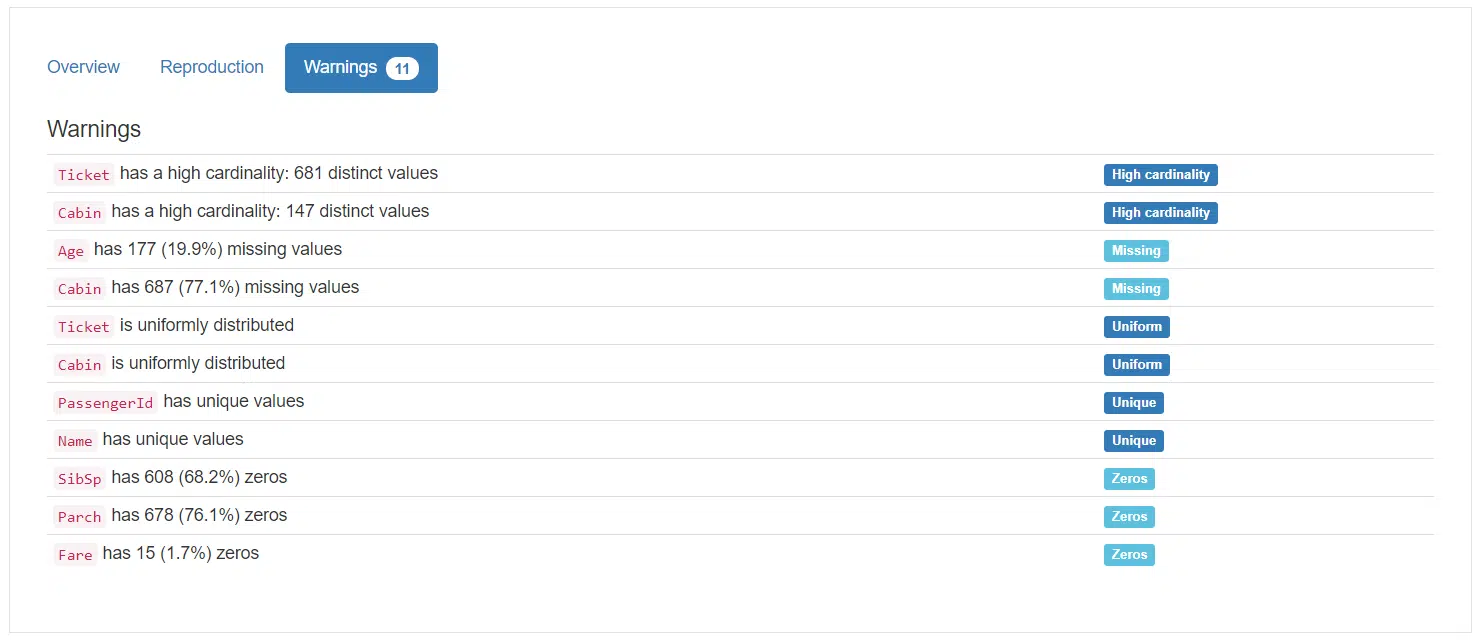 Overview Reproduction Warnings 11
Warnings
Ticket has a high cardinality: 681 distinct values High cardinality
Cabin has a high cardinality: 147 distinct values High cardinality
Age has 177 (19.9%) missing values Missing
Cabin has 687 (77.1%) missing values Missing
Ticket is uniformly distributed Uniform
Cabin is uniformly distributed Uniform
PassengerId has unique values Unique
Name has unique values Unique
SibSp has 608 (68.2%) zeros Zeros
Parch has 678 (76.1%) zeros Zeros
Fare has 15 (1.7%) zeros Zeros